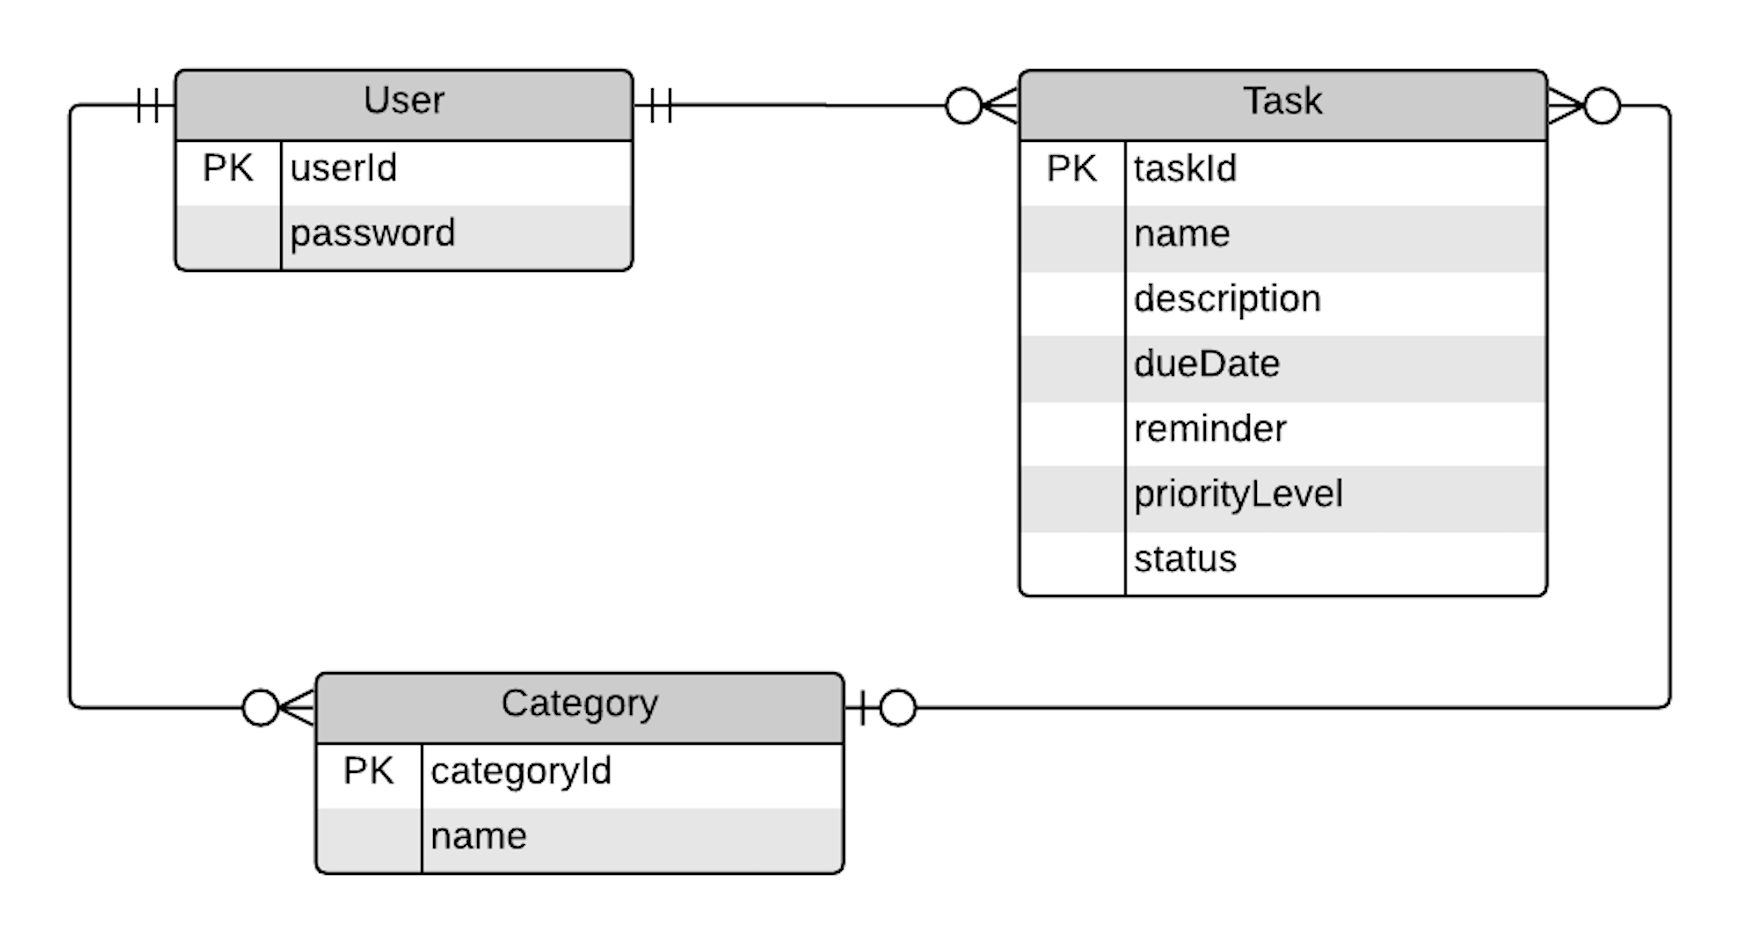 User
PK userId
password
Task
PK taskId
name
description
dueDate
reminder
priorityLevel
status
Category
PK categoryId
name